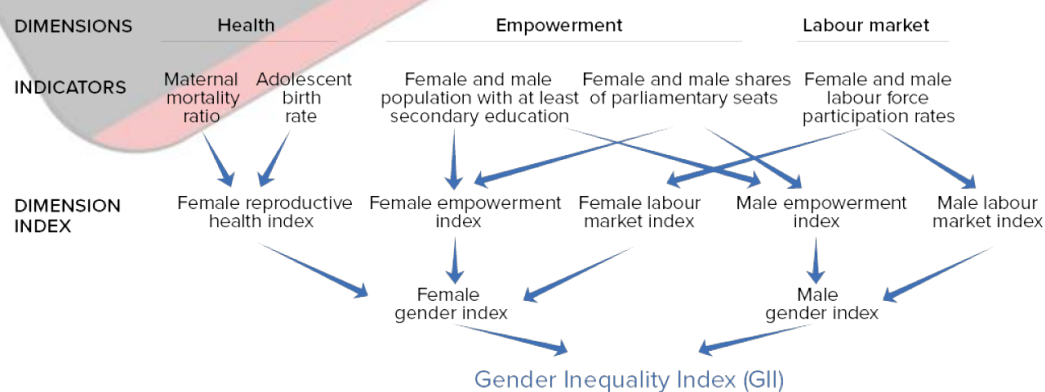 DIMENSIONS Health Empowerment Labour market
INDICATORS
Maternal
mortality
ratio
Adolescent
birth
rate
Female and male
population with at least
secondary education
Female and male shares
of parliamentary seats
Female and male
labour force
participation rates
DIMENSION
INDEX
Female reproductive
health index
Female empowerment
index
Female labour
market index
Male empowerment
index
Male labour
market index
Female
gender index
Male
gender index
Gender Inequality Index (GII)